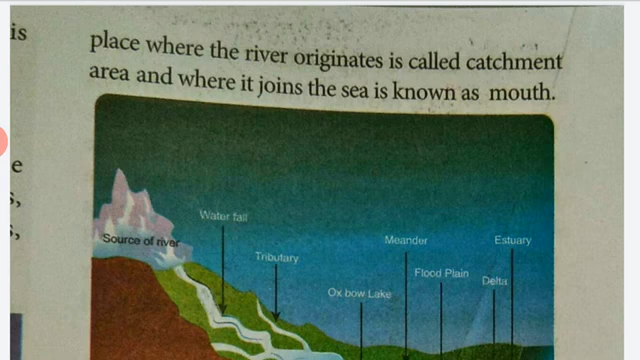 is
place where the river originates is called catchment
area and where it joins the sea is known as mouth.
e
s,
Water fall
Source of river
Meander
Estuary
Tributary
Flood Plain
Delta
Ox bow Lake